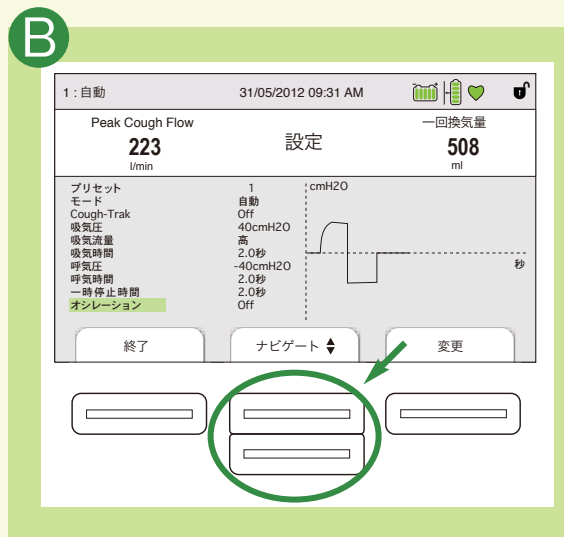 B
1 : 自動 31/05/2012 09:31 AM
Peak Cough Flow 設定 一回換気量
223 508
l/min ml
プリセット 1 cmH2O
モード 自動
Cough-Trak Off
吸気圧 40cmH2O
吸気流量 高
吸気時間 2.0秒
呼気圧 -40cmH2O 秒
呼気時間 2.0秒
一時停止時間 2.0秒
オシレーション Off
終了 ナビゲート 変更